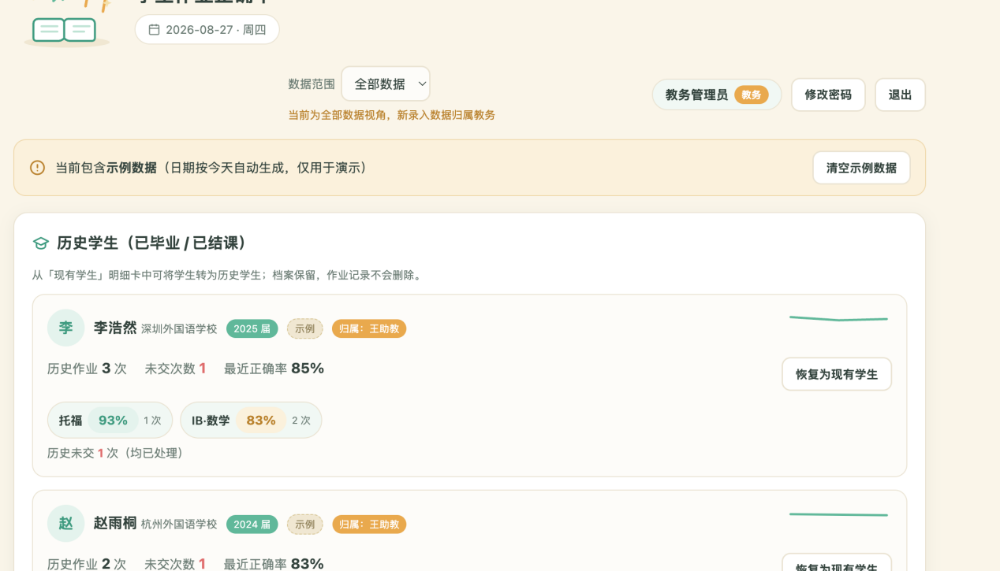 2026-08-27 · 周四
数据范围 全部数据
当前为全部数据视角，新录入数据归属教务
教务管理员 教务 修改密码 退出
当前包含示例数据（日期按今天自动生成，仅用于演示） 清空示例数据
历史学生（已毕业 / 已结课）
从「现有学生」明细卡中可将学生转为历史学生；档案保留，作业记录不会删除。
李 李浩然 深圳外国语学校 2025 届 示例 归属：王助教
历史作业 3 次 未交次数 1 最近正确率 85%
恢复为现有学生
托福 93% 1 次 IB·数学 83% 2 次
历史未交 1 次（均已处理）
赵 赵雨桐 杭州外国语学校 2024 届 示例 归属：王助教
历史作业 2 次 未交次数 1 最近正确率 83%
恢复为现有学生